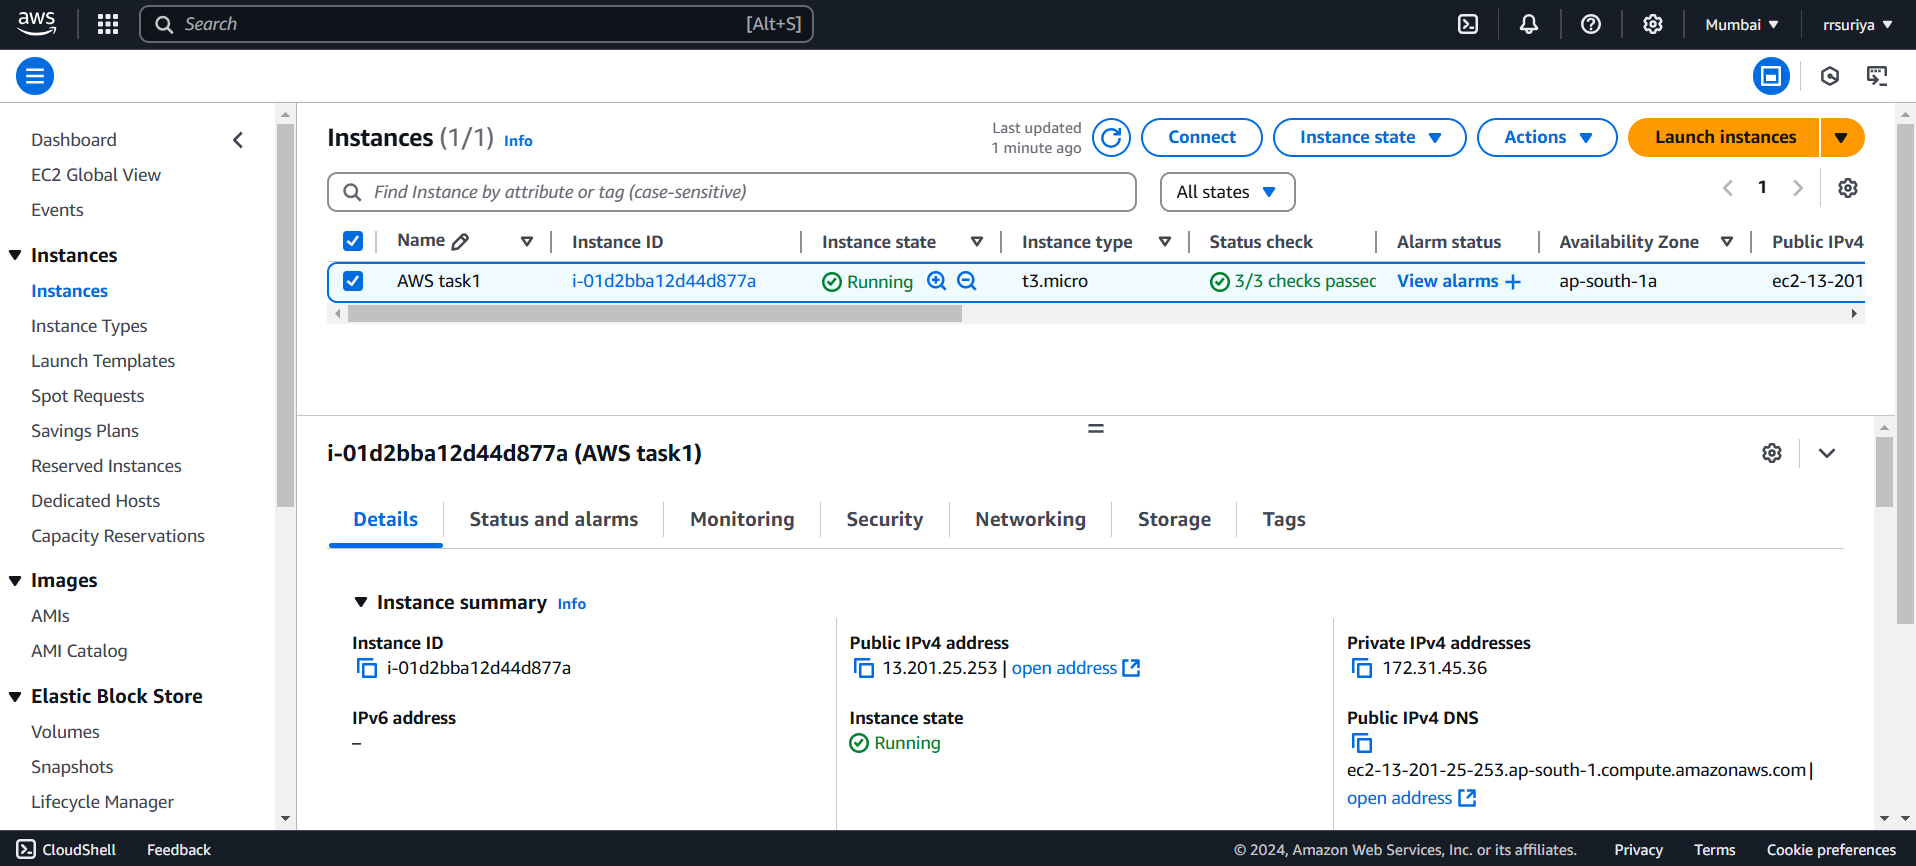 aws
Search [Alt+S]
Mumbai
rrsuriya
Dashboard
EC2 Global View
Events
Instances
Instances
Instance Types
Launch Templates
Spot Requests
Savings Plans
Reserved Instances
Dedicated Hosts
Capacity Reservations
Images
AMIs
AMI Catalog
Elastic Block Store
Volumes
Snapshots
Lifecycle Manager
Instances (1/1) Info
Last updated
1 minute ago
Connect
Instance state
Actions
Launch instances
Find Instance by attribute or tag (case-sensitive)
All states
1
Name Instance ID Instance state Instance type Status check Alarm status Availability Zone Public IPv4
AWS task1 i-01d2bba12d44d877a Running t3.micro 3/3 checks passed View alarms + ap-south-1a ec2-13-201
i-01d2bba12d44d877a (AWS task1)
Details Status and alarms Monitoring Security Networking Storage Tags
Instance summary Info
Instance ID
i-01d2bba12d44d877a
IPv6 address
–
Public IPv4 address
13.201.25.253 | open address
Instance state
Running
Private IPv4 addresses
172.31.45.36
Public IPv4 DNS
ec2-13-201-25-253.ap-south-1.compute.amazonaws.com |
open address
CloudShell Feedback © 2024, Amazon Web Services, Inc. or its affiliates. Privacy Terms Cookie preferences